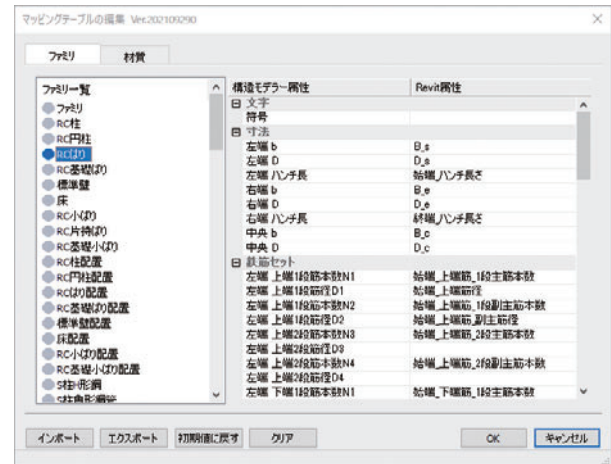 マッピングテーブルの編集 Ver.202109290
ファミリ 材質
ファミリー覧
ファミリ
RC柱
RC円柱
RCばり
RC基礎ばり
標準壁
床
RC小ばり
RC片持ばり
RC基礎小ばり
RC柱配置
RC円柱配置
RCばり配置
RC基礎ばり配置
標準壁配置
床配置
RC小ばり配置
RC基礎小ばり配置
S柱H形鋼
S柱角形鋼管
構造モデラー属性 Revit属性
文字
符号
寸法
左端 b B_s
左端 D D_s
左端 ハンチ長 始端_ハンチ長さ
右端 b B_e
右端 D D_e
右端 ハンチ長 終端_ハンチ長さ
中央 b B_c
中央 D D_c
鉄筋セット
左端 上端1段筋本数N1 始端_上端筋_1段主筋本数
左端 上端1段筋径D1 始端_上端筋径
左端 上端1段筋本数N2 始端_上端筋_1段副主筋本数
左端 上端1段筋径D2 始端_上端筋_副主筋径
左端 上端2段筋本数N3 始端_上端筋_2段主筋本数
左端 上端2段筋径D3
左端 上端2段筋本数N4 始端_上端筋_2段副主筋本数
左端 上端2段筋径D4
左端 下端1段筋本数N1 始端_下端筋_1段主筋本数
インポート エクスポート 初期値に戻す クリア OK キャンセル